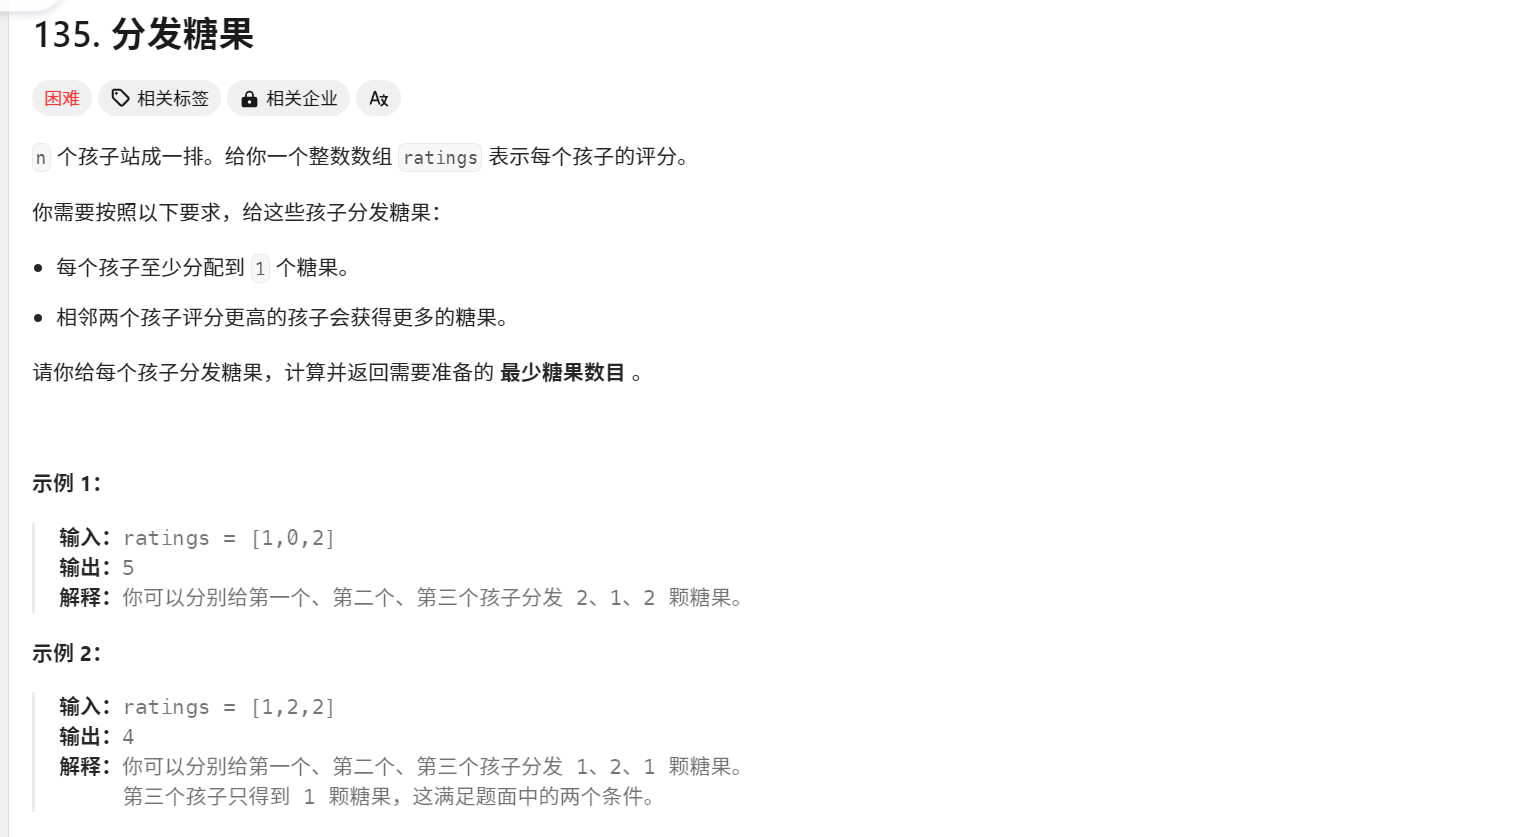 135. 分发糖果
困难 相关标签 相关企业 A文
n 个孩子站成一排。给你一个整数数组 ratings 表示每个孩子的评分。
你需要按照以下要求，给这些孩子分发糖果：
• 每个孩子至少分配到 1 个糖果。
• 相邻两个孩子评分更高的孩子会获得更多的糖果。
请你给每个孩子分发糖果，计算并返回需要准备的 最少糖果数目 。
示例 1：
输入：ratings = [1,0,2]
输出：5
解释：你可以分别给第一个、第二个、第三个孩子分发 2、1、2 颗糖果。
示例 2：
输入：ratings = [1,2,2]
输出：4
解释：你可以分别给第一个、第二个、第三个孩子分发 1、2、1 颗糖果。
第三个孩子只得到 1 颗糖果，这满足题面中的两个条件。